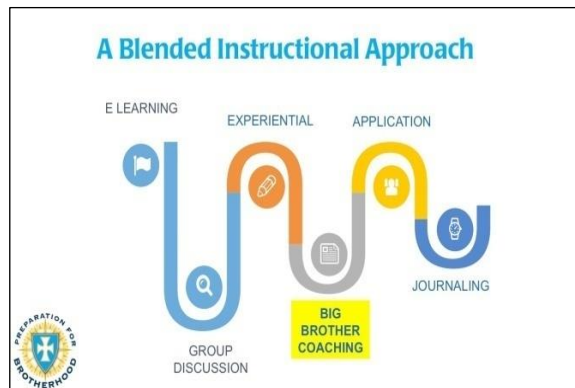 A Blended Instructional Approach
E LEARNING
EXPERIENTIAL
APPLICATION
BIG
BROTHER
COACHING
JOURNALING
GROUP
DISCUSSION
PREPARATION FOR
BROTHERHOOD